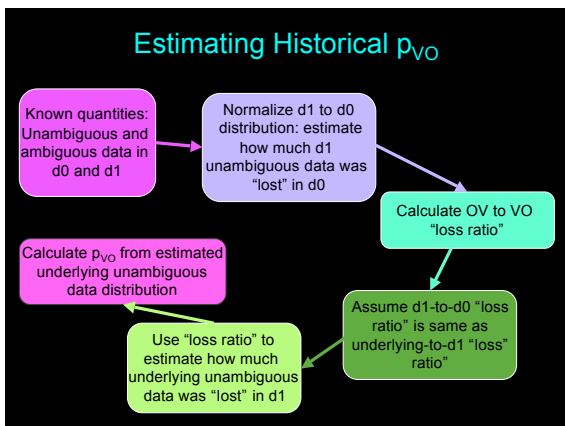 Estimating Historical pVO
Known quantities:
Unambiguous and
ambiguous data in
d0 and d1
Normalize d1 to d0
distribution: estimate
how much d1
unambiguous data was
“lost” in d0
Calculate OV to VO
“loss ratio”
Assume d1-to-d0 “loss
ratio” is same as
underlying-to-d1 “loss”
ratio”
Use “loss ratio” to
estimate how much
underlying unambiguous
data was “lost” in d1
Calculate pVO from estimated
underlying unambiguous
data distribution